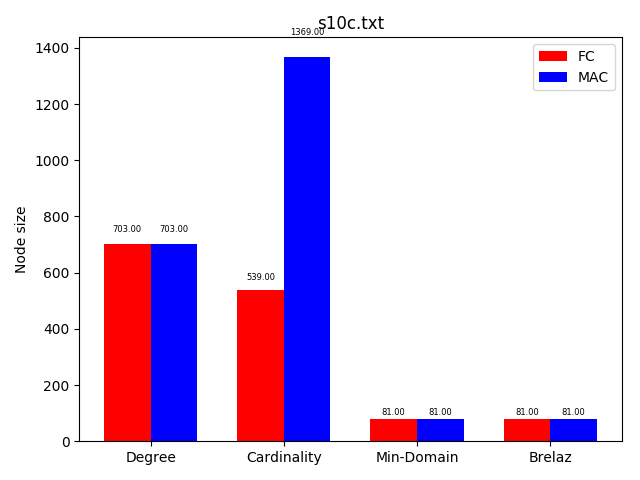 s10c.txt
1369.00
1400
FC
MAC
1200
1000
800
703.00 703.00
600
539.00
400
200
81.00 81.00 81.00 81.00
0
Degree Cardinality Min-Domain Brelaz
Node size